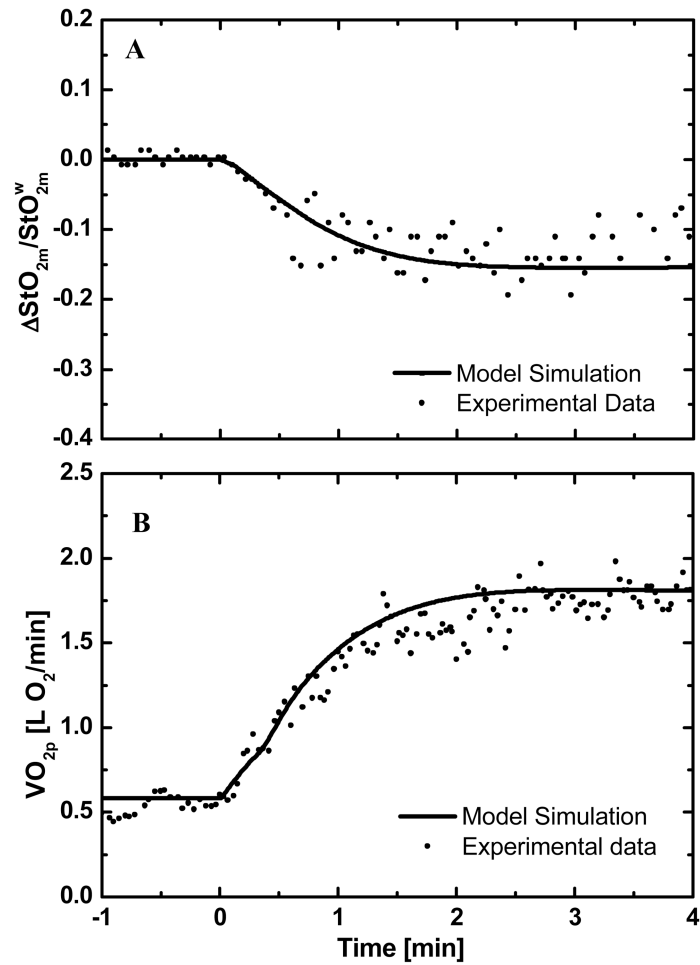 0.2
A
0.1
0.0
-0.1
-0.2
-0.3
-0.4
ΔStO2m/StO2m^w
Model Simulation
Experimental Data
2.5
B
2.0
1.5
1.0
0.5
0.0
VO2p [L O2/min]
Model Simulation
Experimental data
-1 0 1 2 3 4
Time [min]